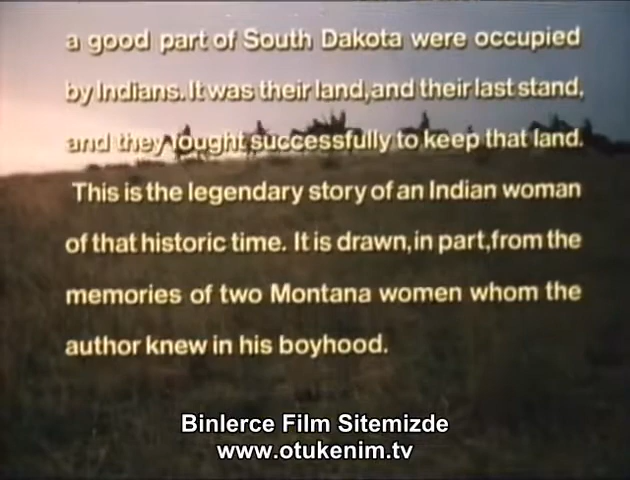 a good part of South Dakota were occupied
by Indians. It was their land, and their last stand,
and they fought successfully to keep that land.
This is the legendary story of an Indian woman
of that historic time. It is drawn, in part, from the
memories of two Montana women whom the
author knew in his boyhood.
Binlerce Film Sitemizde
www.otukenim.tv